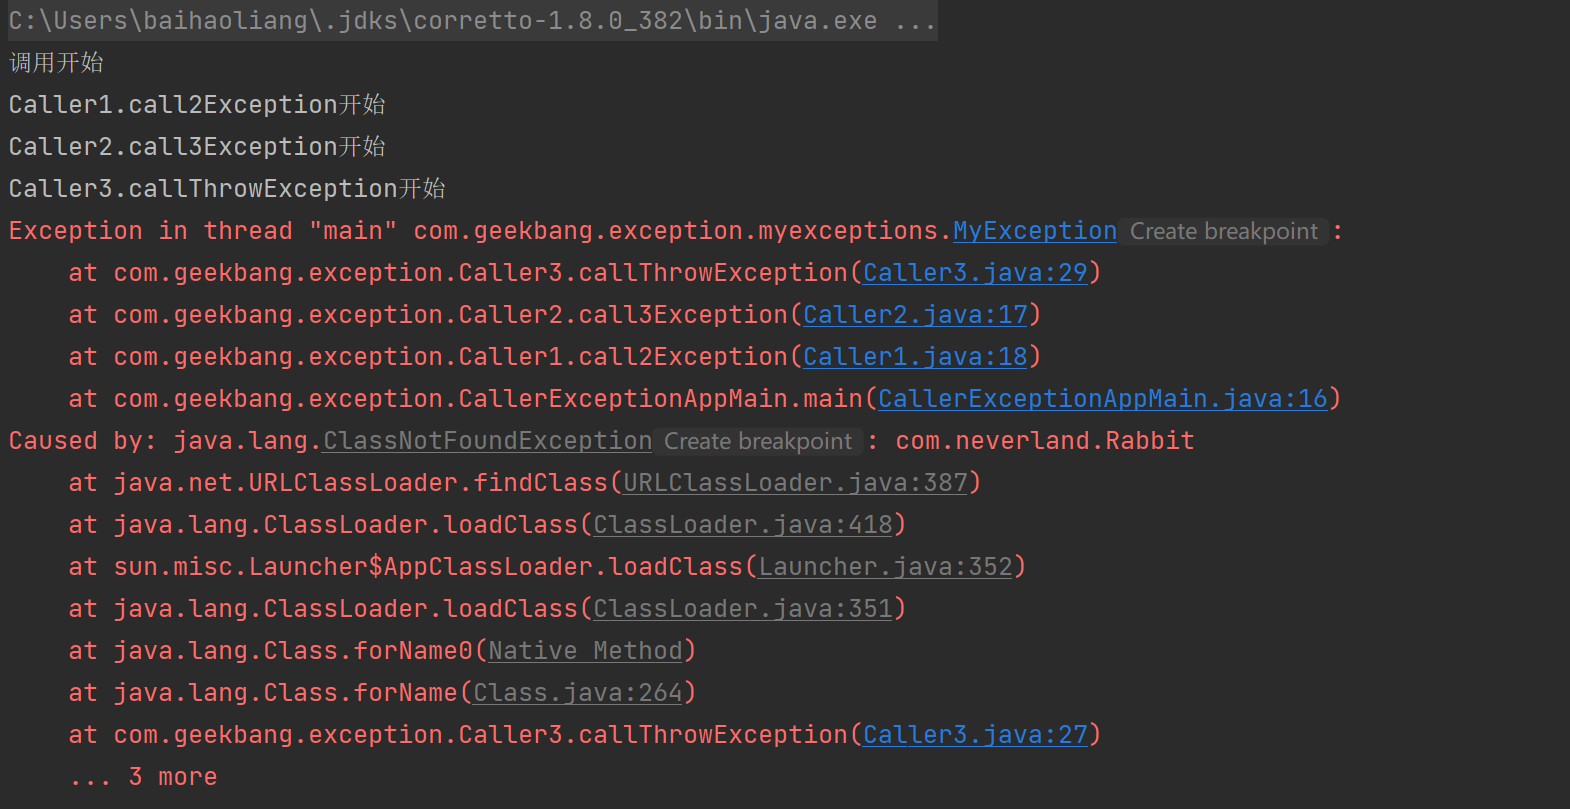 C:\Users\baihaoliang\.jdks\corretto-1.8.0_382\bin\java.exe ...
调用开始
Caller1.call2Exception开始
Caller2.call3Exception开始
Caller3.callThrowException开始
Exception in thread "main" com.geekbang.exception.myexceptions.MyException Create breakpoint :
    at com.geekbang.exception.Caller3.callThrowException(Caller3.java:29)
    at com.geekbang.exception.Caller2.call3Exception(Caller2.java:17)
    at com.geekbang.exception.Caller1.call2Exception(Caller1.java:18)
    at com.geekbang.exception.CallerExceptionAppMain.main(CallerExceptionAppMain.java:16)
Caused by: java.lang.ClassNotFoundException Create breakpoint : com.neverland.Rabbit
    at java.net.URLClassLoader.findClass(URLClassLoader.java:387)
    at java.lang.ClassLoader.loadClass(ClassLoader.java:418)
    at sun.misc.Launcher$AppClassLoader.loadClass(Launcher.java:352)
    at java.lang.ClassLoader.loadClass(ClassLoader.java:351)
    at java.lang.Class.forName0(Native Method)
    at java.lang.Class.forName(Class.java:264)
    at com.geekbang.exception.Caller3.callThrowException(Caller3.java:27)
    ... 3 more